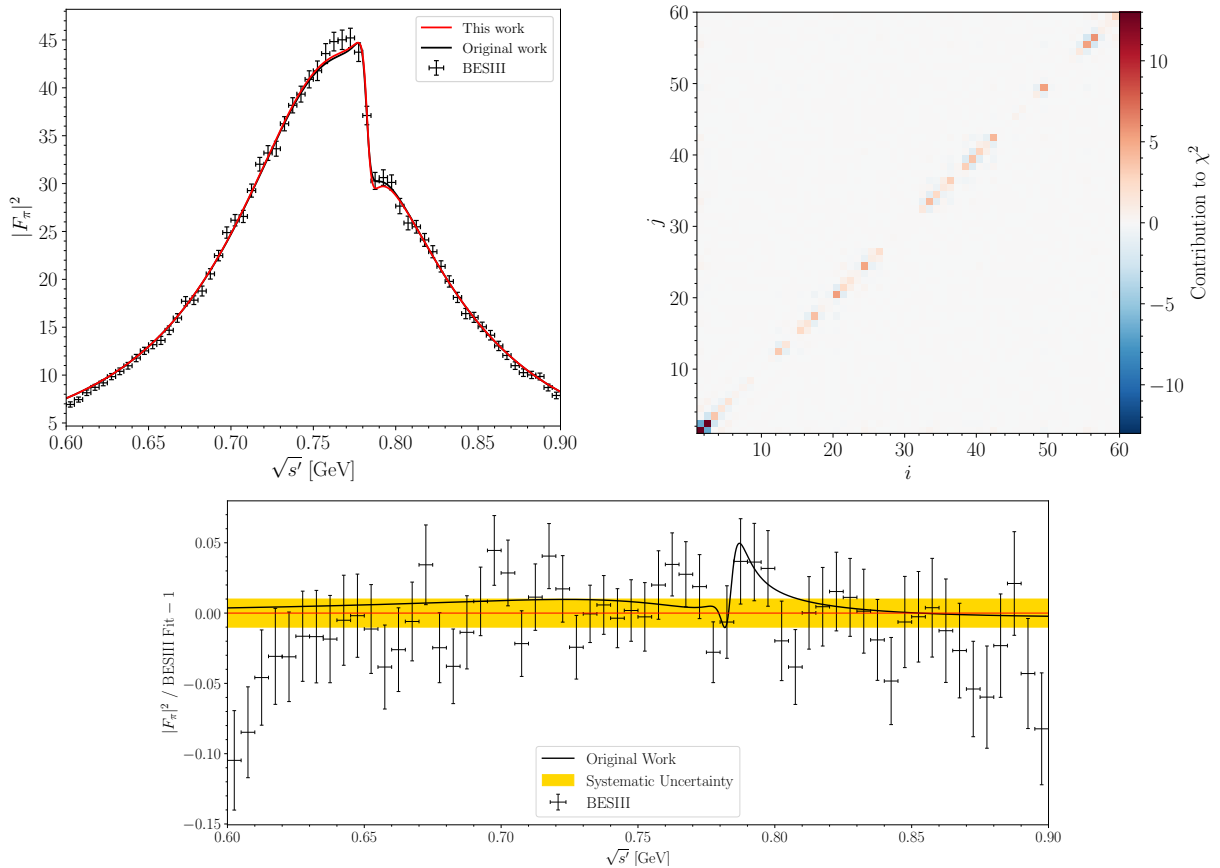 This work
Original work
BESIII
45
40
35
30
25
20
15
10
5
|F_π|²
0.60 0.65 0.70 0.75 0.80 0.85 0.90
√s′ [GeV]
60
50
40
30
20
10
j
10 20 30 40 50 60
i
10
5
0
−5
−10
Contribution to χ²
0.05
0.00
−0.05
−0.10
−0.15
|F_π|² / BESIII Fit − 1
Original Work
Systematic Uncertainty
BESIII
0.60 0.65 0.70 0.75 0.80 0.85 0.90
√s′ [GeV]